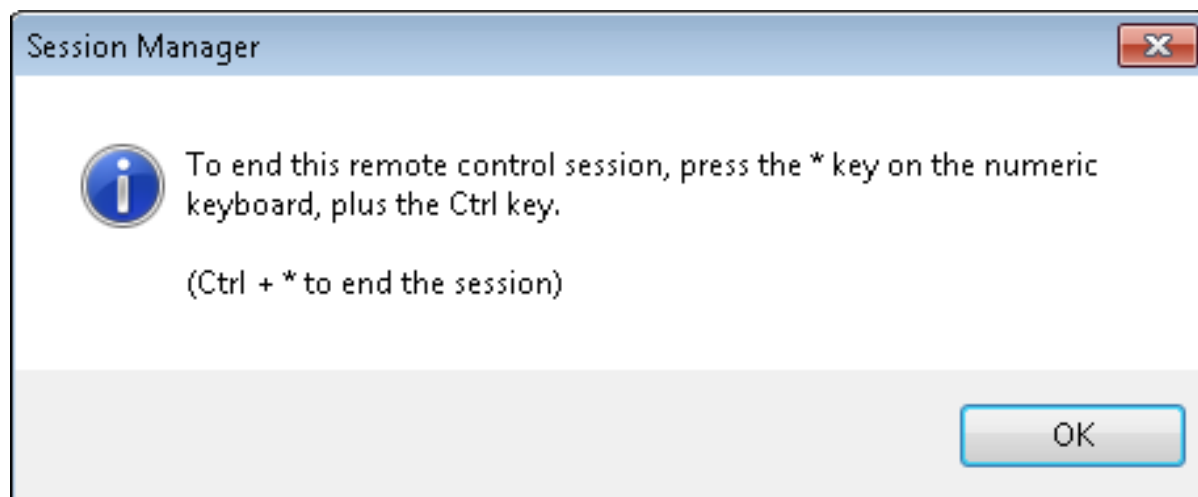 Session Manager
To end this remote control session, press the * key on the numeric
keyboard, plus the Ctrl key.
(Ctrl + * to end the session)
OK